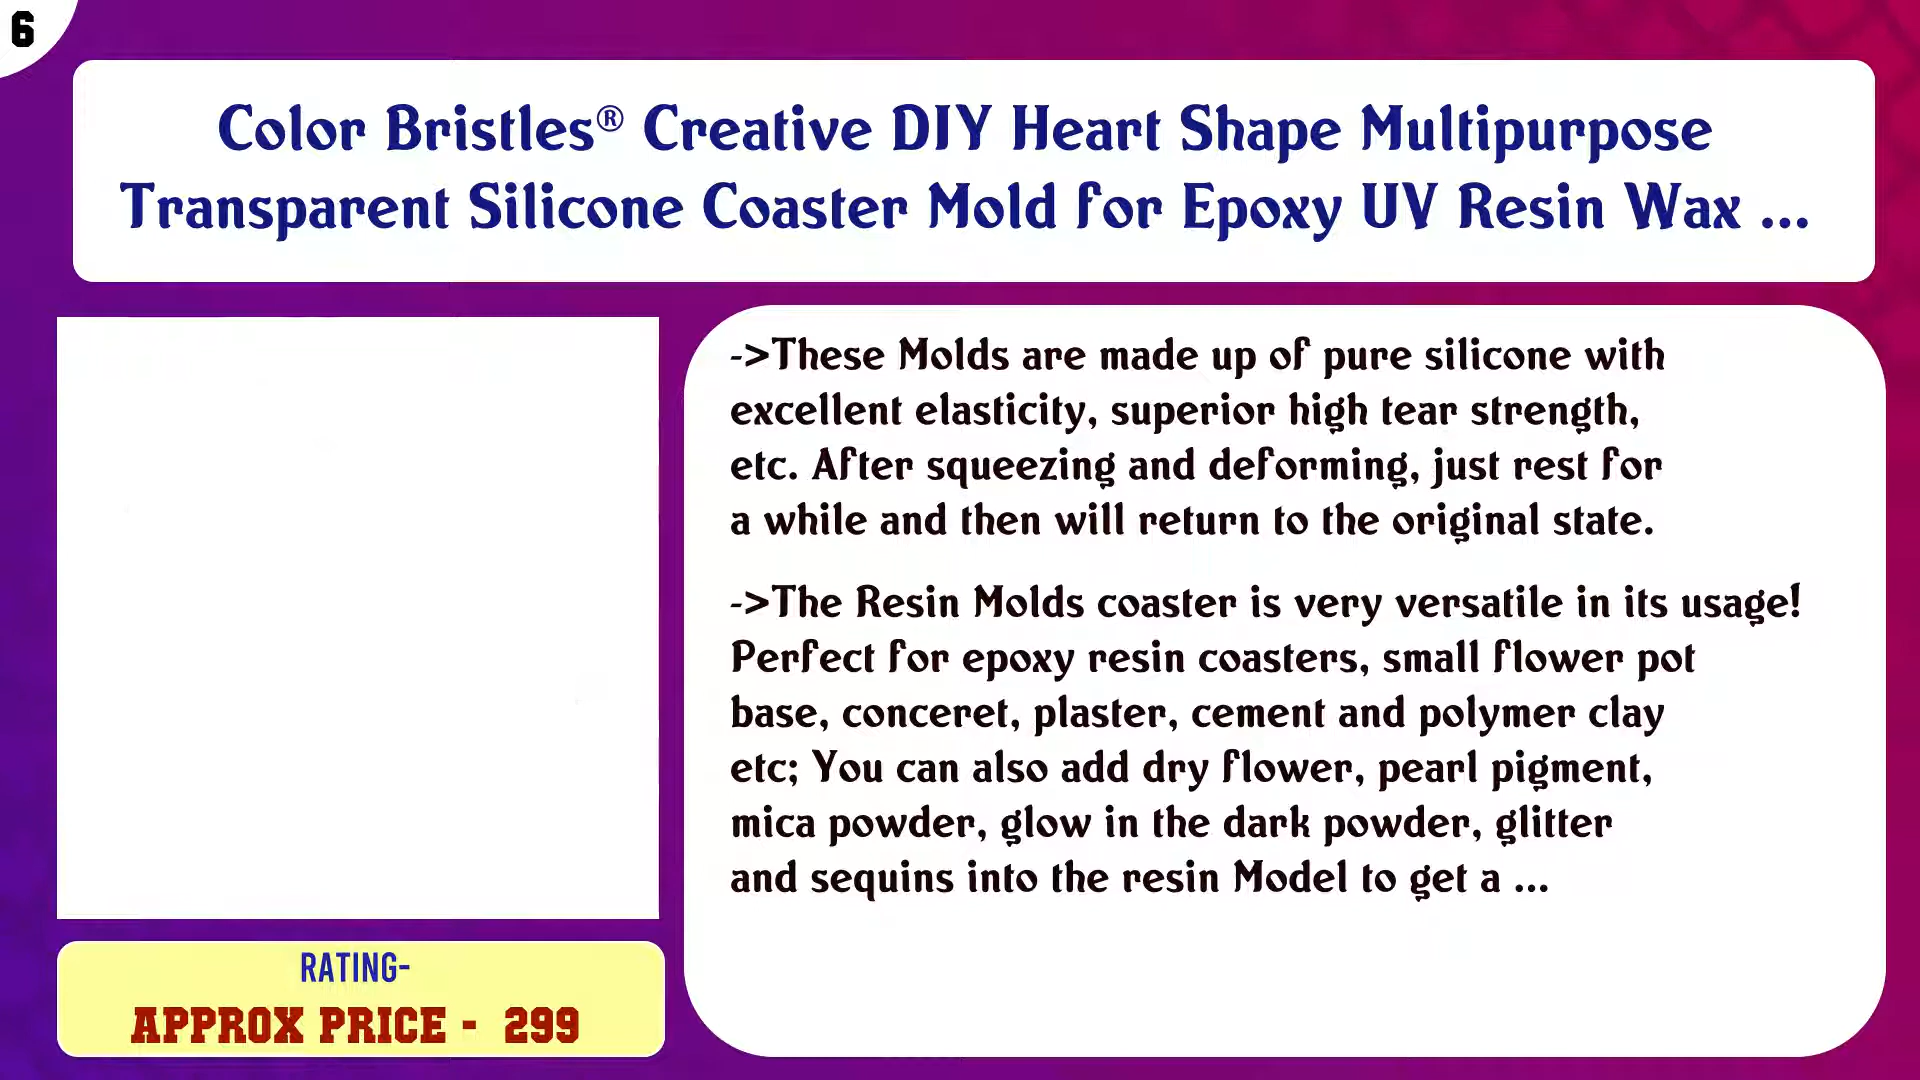 6
Color Bristles® Creative DIY Heart Shape Multipurpose
Transparent Silicone Coaster Mold for Epoxy UV Resin Wax ...
->These Molds are made up of pure silicone with
excellent elasticity, superior high tear strength,
etc. After squeezing and deforming, just rest for
a while and then will return to the original state.
->The Resin Molds coaster is very versatile in its usage!
Perfect for epoxy resin coasters, small flower pot
base, conceret, plaster, cement and polymer clay
etc; You can also add dry flower, pearl pigment,
mica powder, glow in the dark powder, glitter
and sequins into the resin Model to get a ...
RATING-
APPROX PRICE - 299